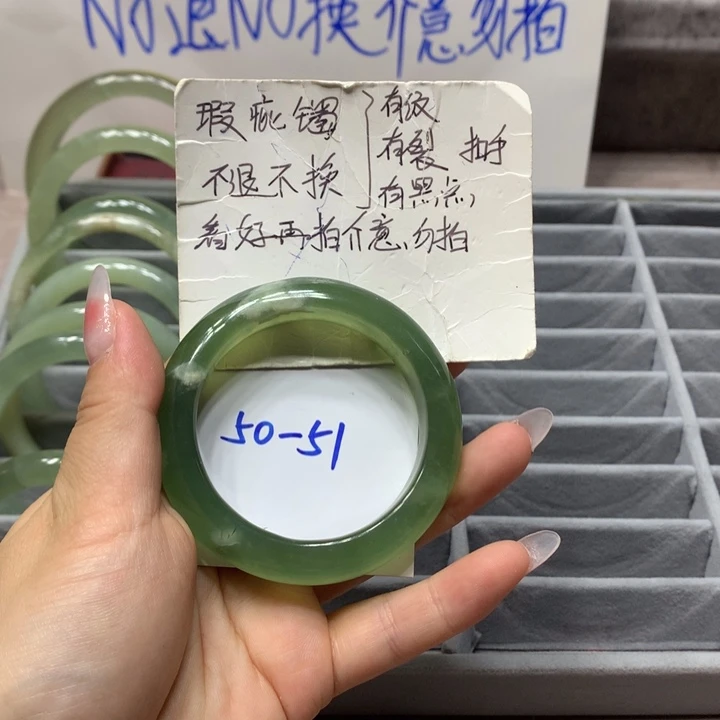 NO退NO换介意勿拍
瑕疵镯 有纹
有裂 扣手
不退不换 有黑点,
看好再拍介意,勿拍
50-51